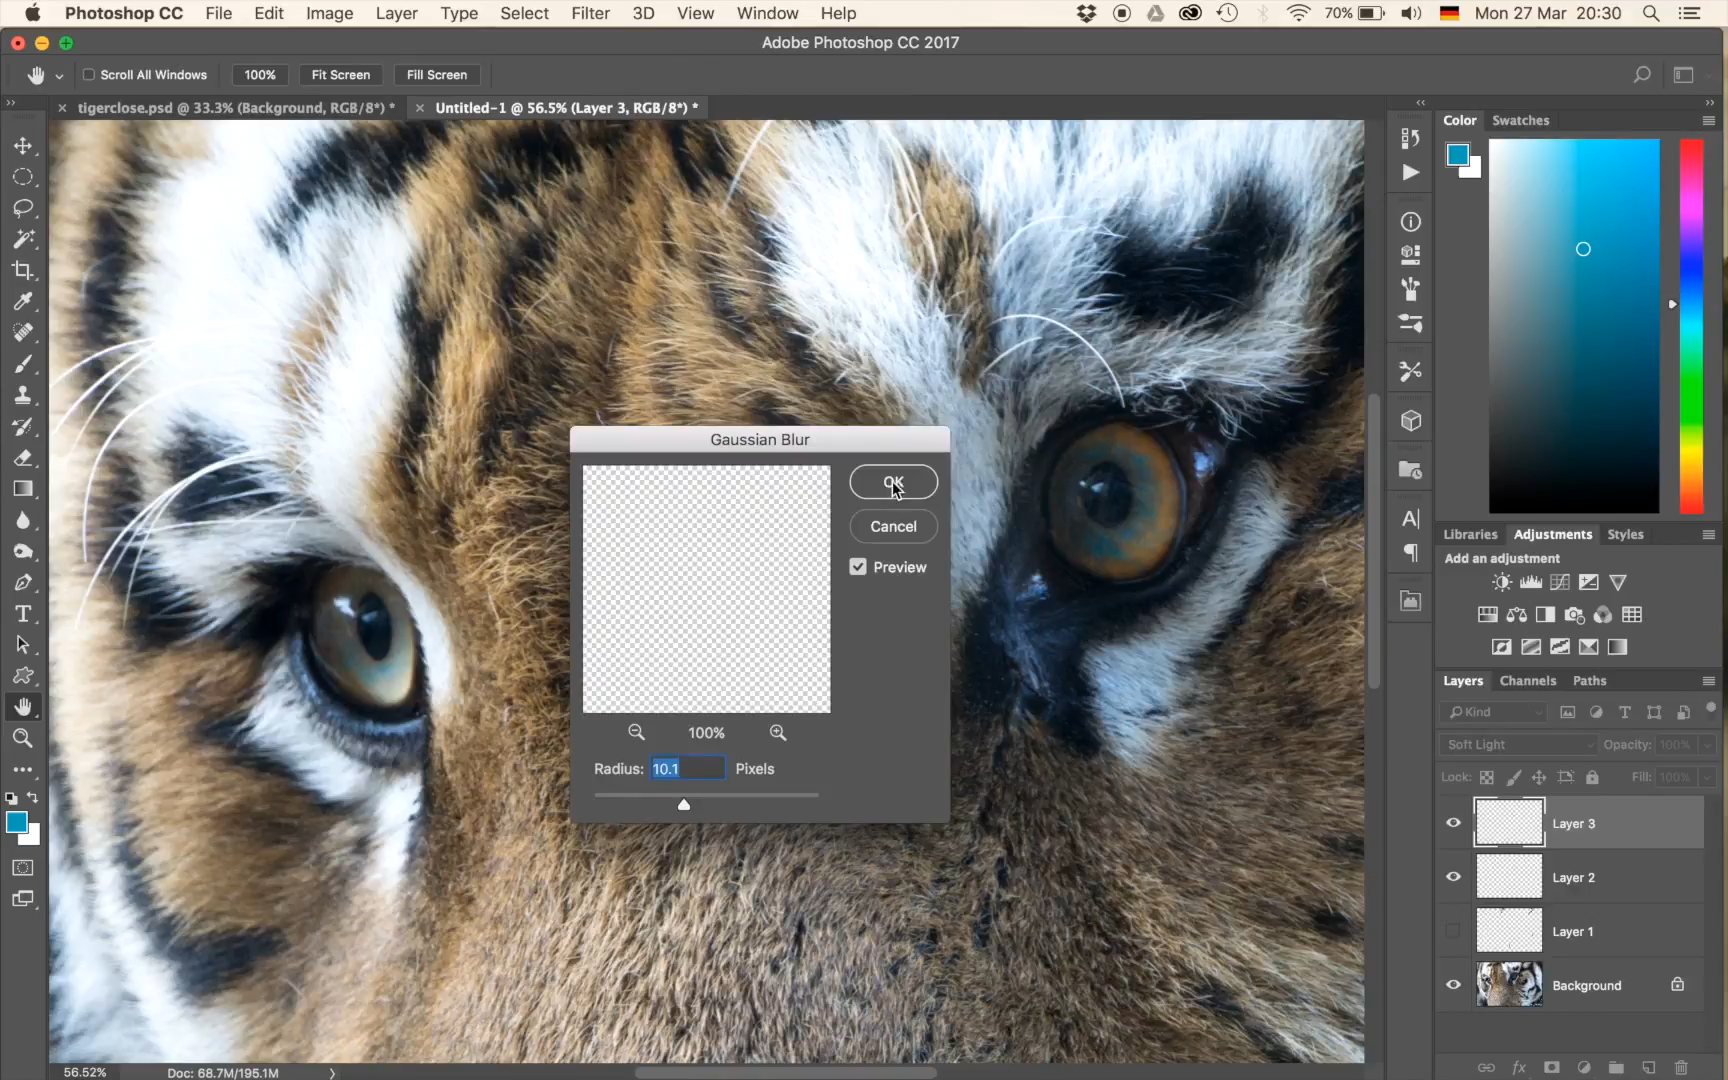 Photoshop CC File Edit Image Layer Type Select Filter 3D View Window Help 70% Mon 27 Mar 20:30
Adobe Photoshop CC 2017
Scroll All Windows 100% Fit Screen Fill Screen
tigerclose.psd @ 33.3% (Background, RGB/8*) * Untitled-1 @ 56.5% (Layer 3, RGB/8*) *
Color Swatches
Gaussian Blur
OK
Cancel
Preview
100%
Radius: 10.1 Pixels
Libraries Adjustments Styles
Add an adjustment
Layers Channels Paths
Kind
Soft Light Opacity: 100%
Lock: Fill: 100%
Layer 3
Layer 2
Layer 1
Background
fx
56.52% Doc: 68.7M/195.1M